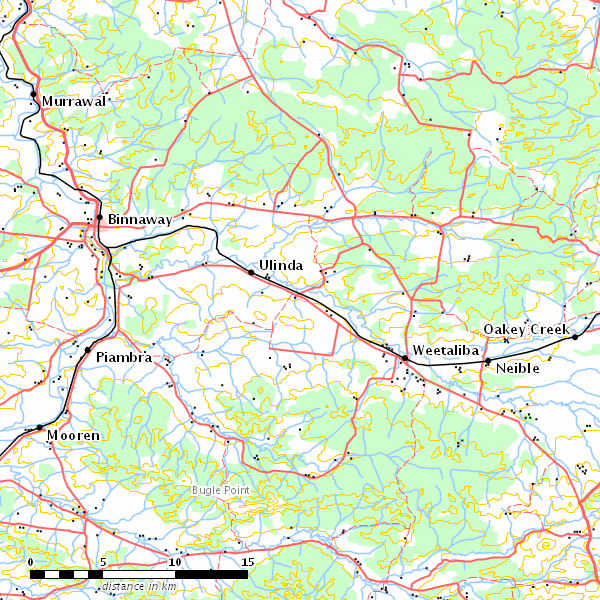 Murrawal
Binnaway
Ulinda
Oakey Creek
Weetaliba
Piambra
Neible
Mooren
Bugle Point
0 5 10 15
distance in km